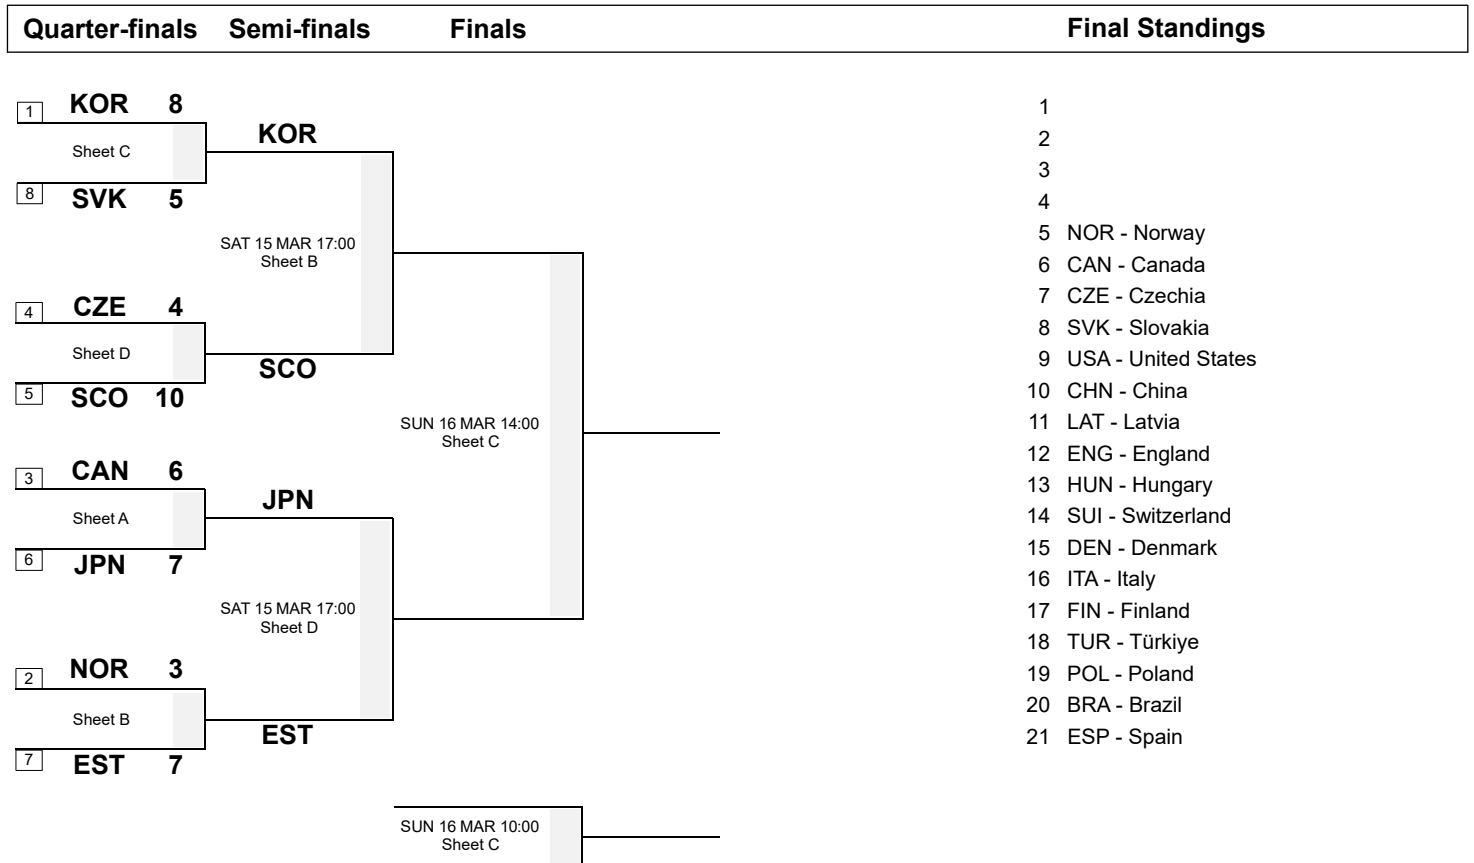 Quarter-finals Semi-finals Finals Final Standings
1 KOR 8
Sheet C
8 SVK 5
4 CZE 4
Sheet D
5 SCO 10
3 CAN 6
Sheet A
6 JPN 7
2 NOR 3
Sheet B
7 EST 7
KOR
SAT 15 MAR 17:00
Sheet B
SCO
JPN
SAT 15 MAR 17:00
Sheet D
EST
SUN 16 MAR 14:00
Sheet C
SUN 16 MAR 10:00
Sheet C
1
2
3
4
5 NOR - Norway
6 CAN - Canada
7 CZE - Czechia
8 SVK - Slovakia
9 USA - United States
10 CHN - China
11 LAT - Latvia
12 ENG - England
13 HUN - Hungary
14 SUI - Switzerland
15 DEN - Denmark
16 ITA - Italy
17 FIN - Finland
18 TUR - Türkiye
19 POL - Poland
20 BRA - Brazil
21 ESP - Spain